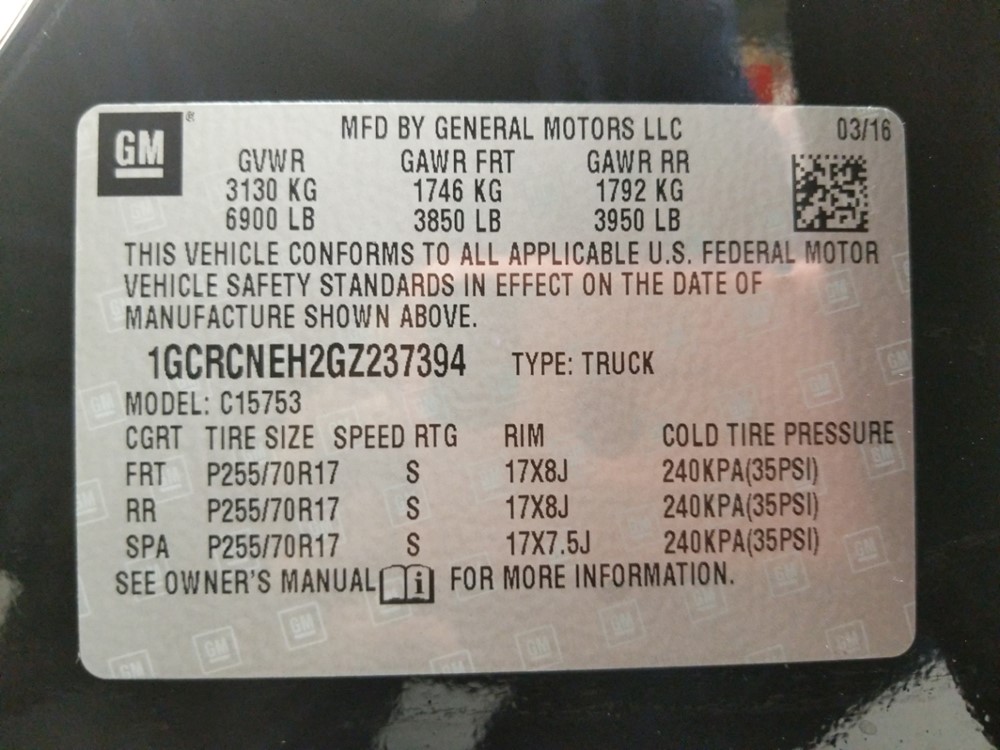 GM®
MFD BY GENERAL MOTORS LLC 03/16
GVWR GAWR FRT GAWR RR
3130 KG 1746 KG 1792 KG
6900 LB 3850 LB 3950 LB
THIS VEHICLE CONFORMS TO ALL APPLICABLE U.S. FEDERAL MOTOR
VEHICLE SAFETY STANDARDS IN EFFECT ON THE DATE OF
MANUFACTURE SHOWN ABOVE.
1GCRCNEH2GZ237394 TYPE: TRUCK
MODEL: C15753
CGRT TIRE SIZE SPEED RTG RIM COLD TIRE PRESSURE
FRT P255/70R17 S 17X8J 240KPA(35PSI)
RR P255/70R17 S 17X8J 240KPA(35PSI)
SPA P255/70R17 S 17X7.5J 240KPA(35PSI)
SEE OWNER'S MANUAL i FOR MORE INFORMATION.